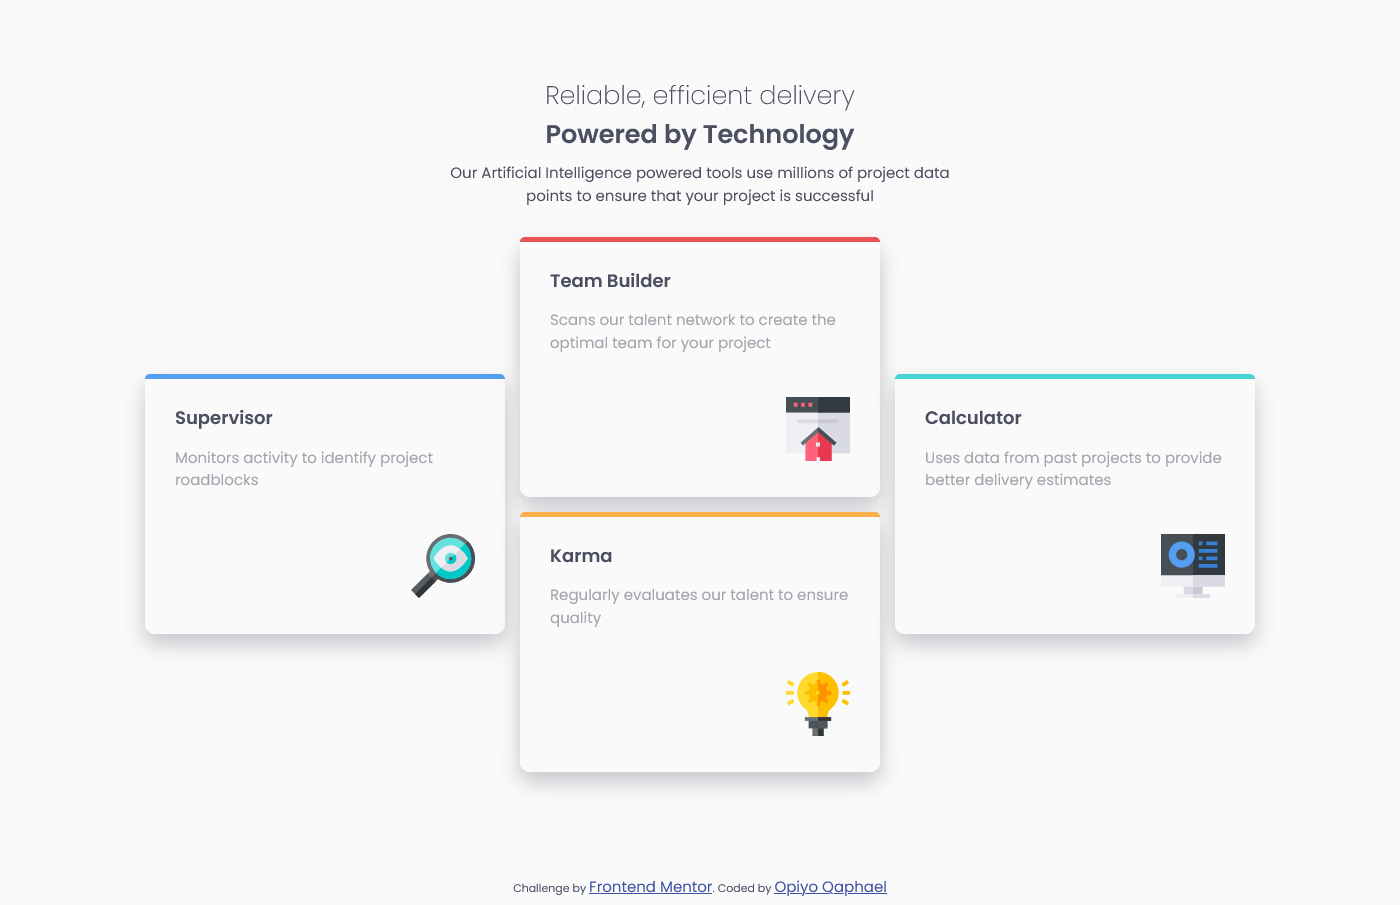 Reliable, efficient delivery
Powered by Technology
Our Artificial Intelligence powered tools use millions of project data
points to ensure that your project is successful
Supervisor
Monitors activity to identify project
roadblocks
Team Builder
Scans our talent network to create the
optimal team for your project
Karma
Regularly evaluates our talent to ensure
quality
Calculator
Uses data from past projects to provide
better delivery estimates
Challenge by Frontend Mentor. Coded by Opiyo Qaphael